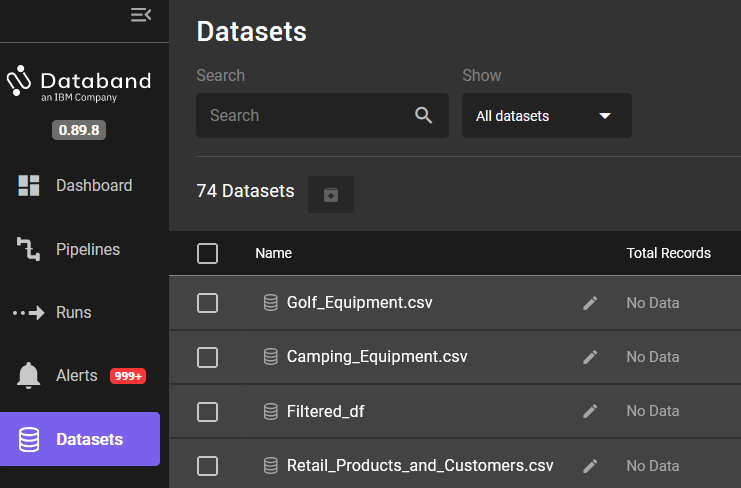 Datasets
Search
Show
Databand
an IBM Company
Search
All datasets
0.89.8
Dashboard
74 Datasets
Pipelines
Name
Total Records
Runs
Golf_Equipment.csv
No Data
Camping_Equipment.csv
No Data
Alerts 999+
Filtered_df
No Data
Datasets
Retail_Products_and_Customers.csv
No Data